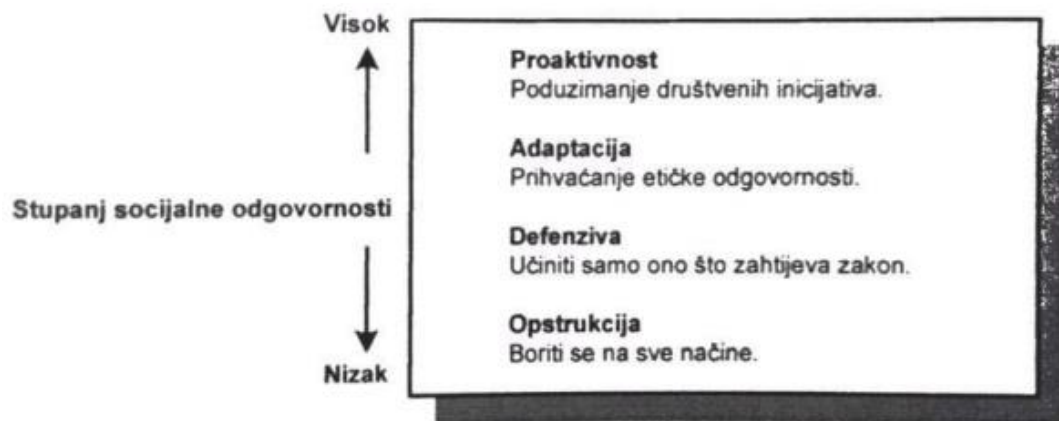 Visok
Proaktivnost
Poduzimanje društvenih inicijativa.
Adaptacija
Prihvaćanje etičke odgovornosti.
Stupanj socijalne odgovornosti
Defenziva
Učiniti samo ono što zahtijeva zakon.
Opstrukcija
Boriti se na sve načine.
Nizak